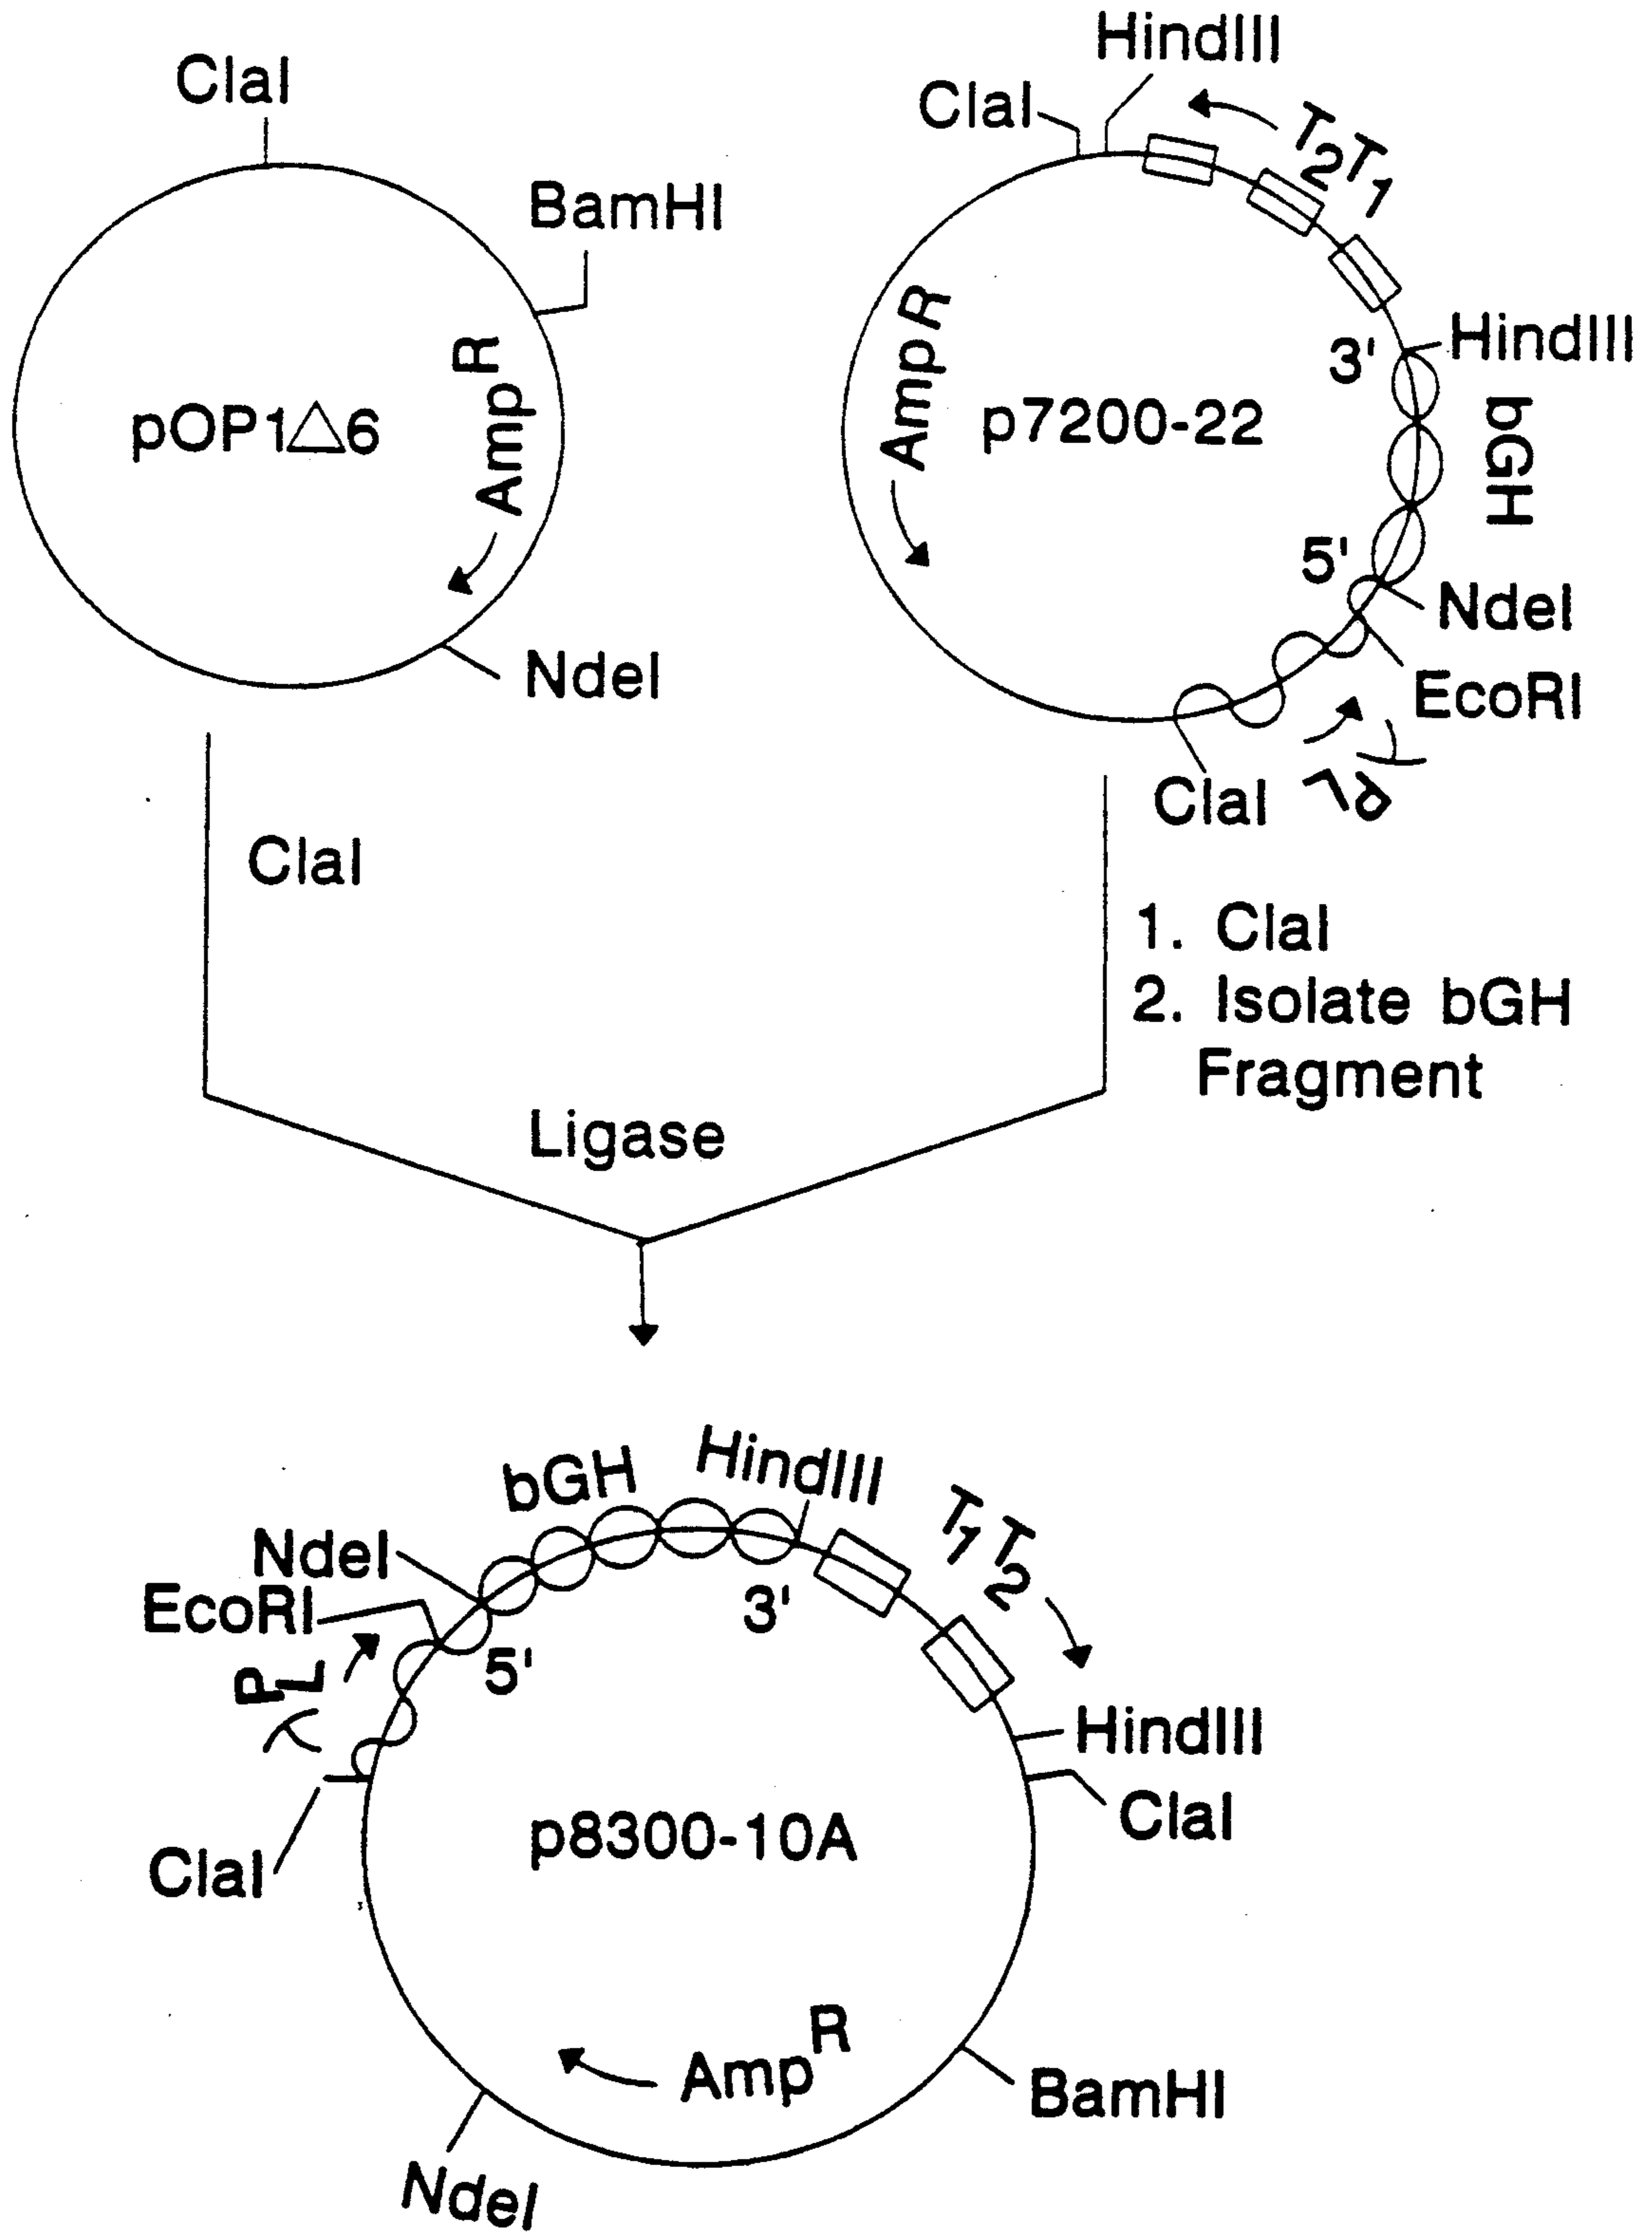 ClaI
BamHI
Amp R
pOP1△6
NdeI
HindIII
ClaI
T2T1
AmpR
p7200-22
HindIII
3'
bGH
5'
NdeI
EcoRI
ClaI
λPL
ClaI
1. ClaI
2. Isolate bGH
Fragment
Ligase
bGH
HindIII
T1T2
NdeI
EcoRI
3'
5'
λ PL
HindIII
ClaI
ClaI
p8300-10A
Amp R
BamHI
NdeI